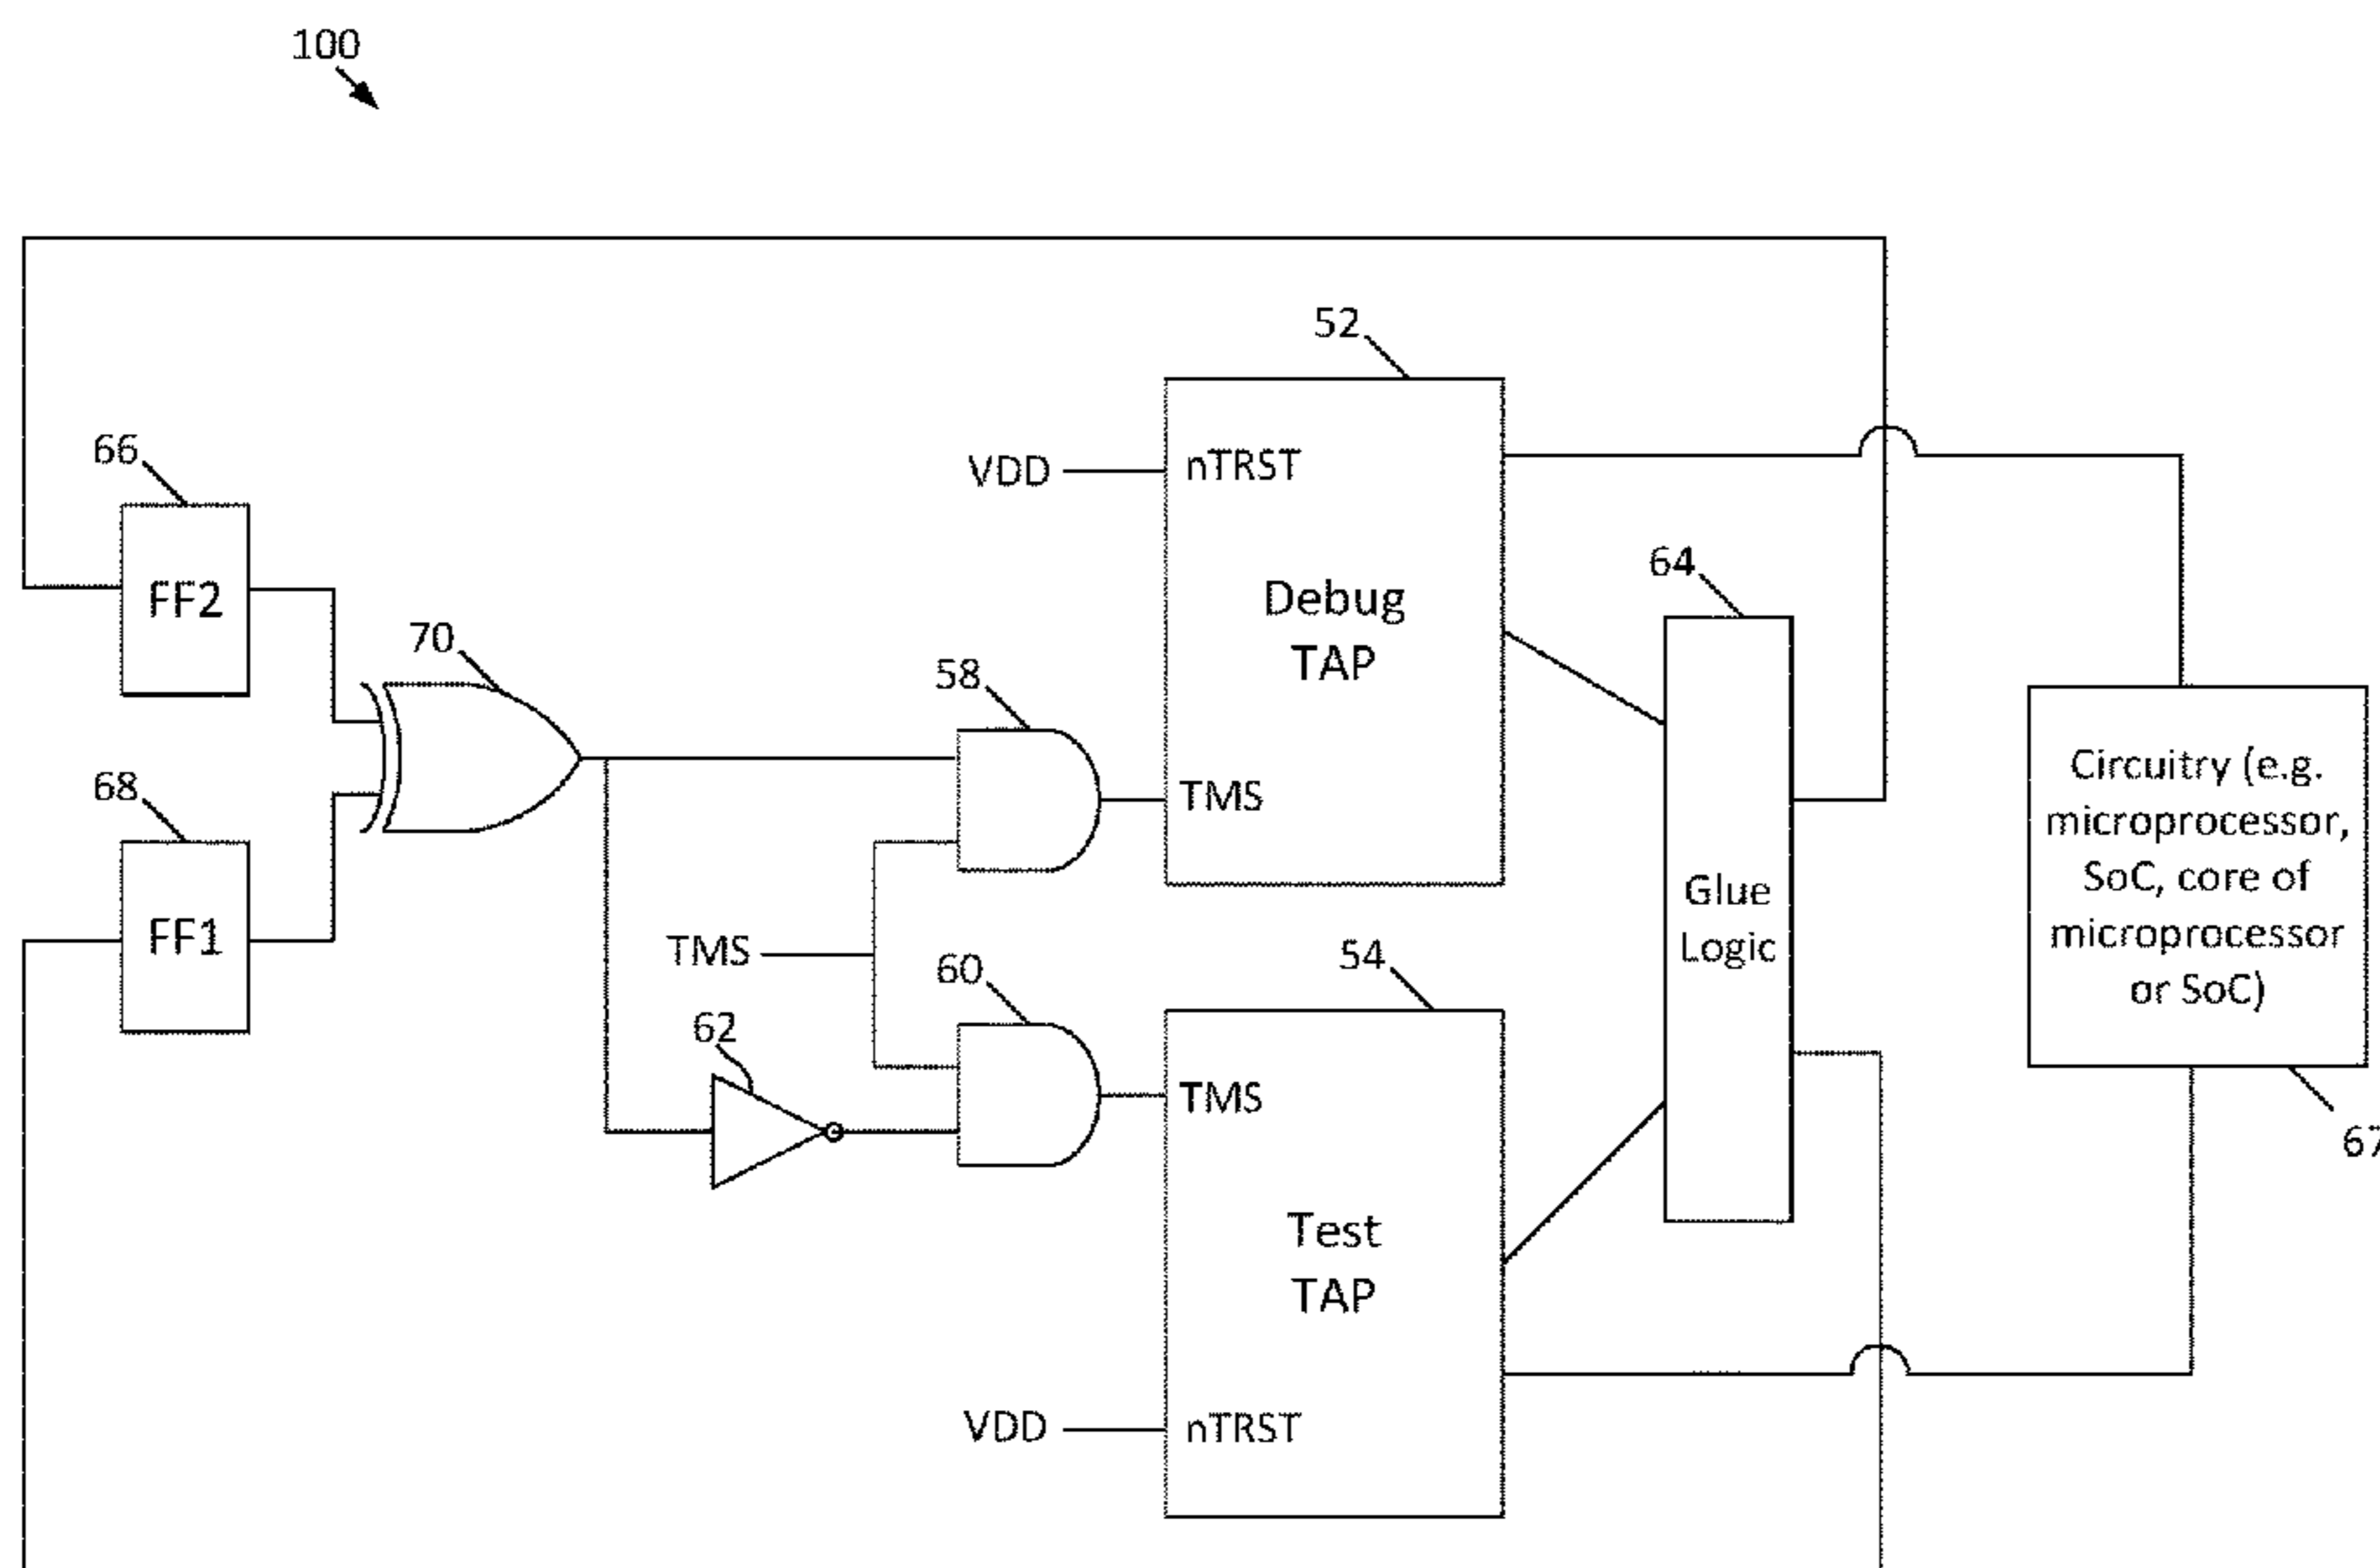 100
52
66
VDD
nTRST
64
FF2
Debug
TAP
70
58
68
TMS
Circuitry (e.g.
microprocessor,
SoC, core of
microprocessor
or SoC)
Glue
Logic
FF1
TMS
60
54
62
TMS
67
Test
TAP
VDD
nTRST